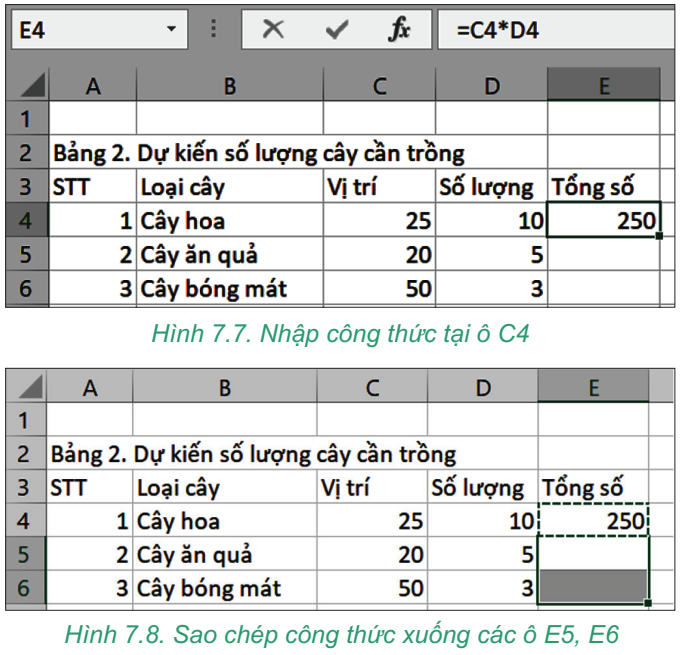 E4 fx =C4*D4
A B C D E
1
2 Bảng 2. Dự kiến số lượng cây cần trồng
3 STT Loại cây Vị trí Số lượng Tổng số
4 1 Cây hoa 25 10 250
5 2 Cây ăn quả 20 5
6 3 Cây bóng mát 50 3
Hình 7.7. Nhập công thức tại ô C4
A B C D E
1
2 Bảng 2. Dự kiến số lượng cây cần trồng
3 STT Loại cây Vị trí Số lượng Tổng số
4 1 Cây hoa 25 10 250
5 2 Cây ăn quả 20 5
6 3 Cây bóng mát 50 3
Hình 7.8. Sao chép công thức xuống các ô E5, E6